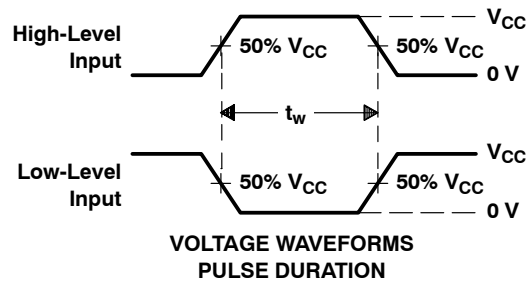 High-Level
Input
50% VCC
50% VCC
VCC
0 V
tw
Low-Level
Input
50% VCC
50% VCC
VCC
0 V
VOLTAGE WAVEFORMS
PULSE DURATION